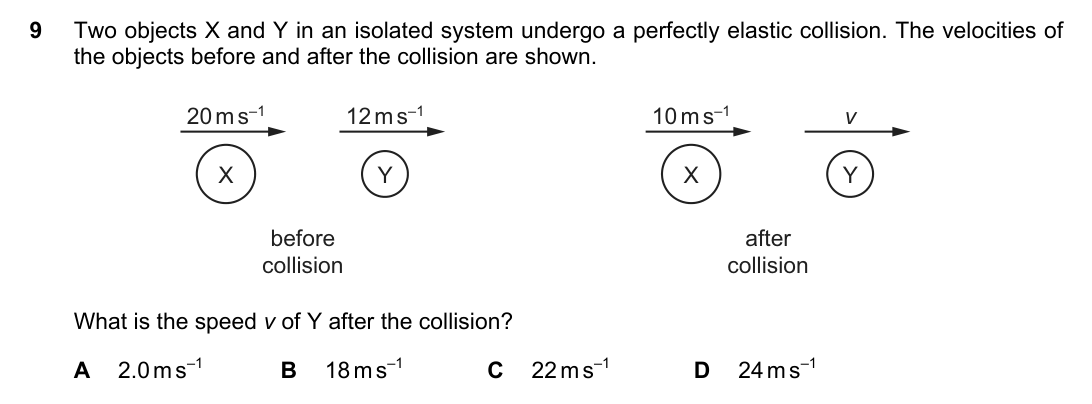 9 Two objects X and Y in an isolated system undergo a perfectly elastic collision. The velocities of
the objects before and after the collision are shown.
20 m s⁻¹ 12 m s⁻¹ 10 m s⁻¹ v
X Y X Y
before after
collision collision
What is the speed v of Y after the collision?
A 2.0 m s⁻¹ B 18 m s⁻¹ C 22 m s⁻¹ D 24 m s⁻¹